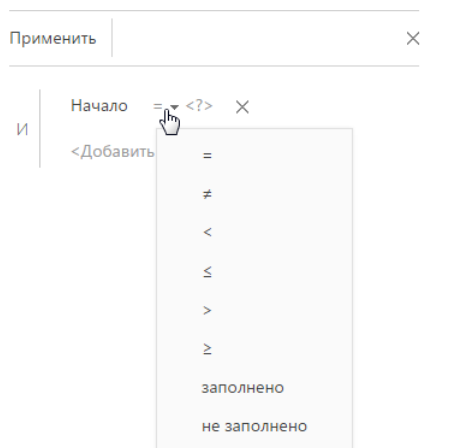 Применить
Начало = <?>
И
<Добавить
=
≠
<
≤
>
≥
заполнено
не заполнено